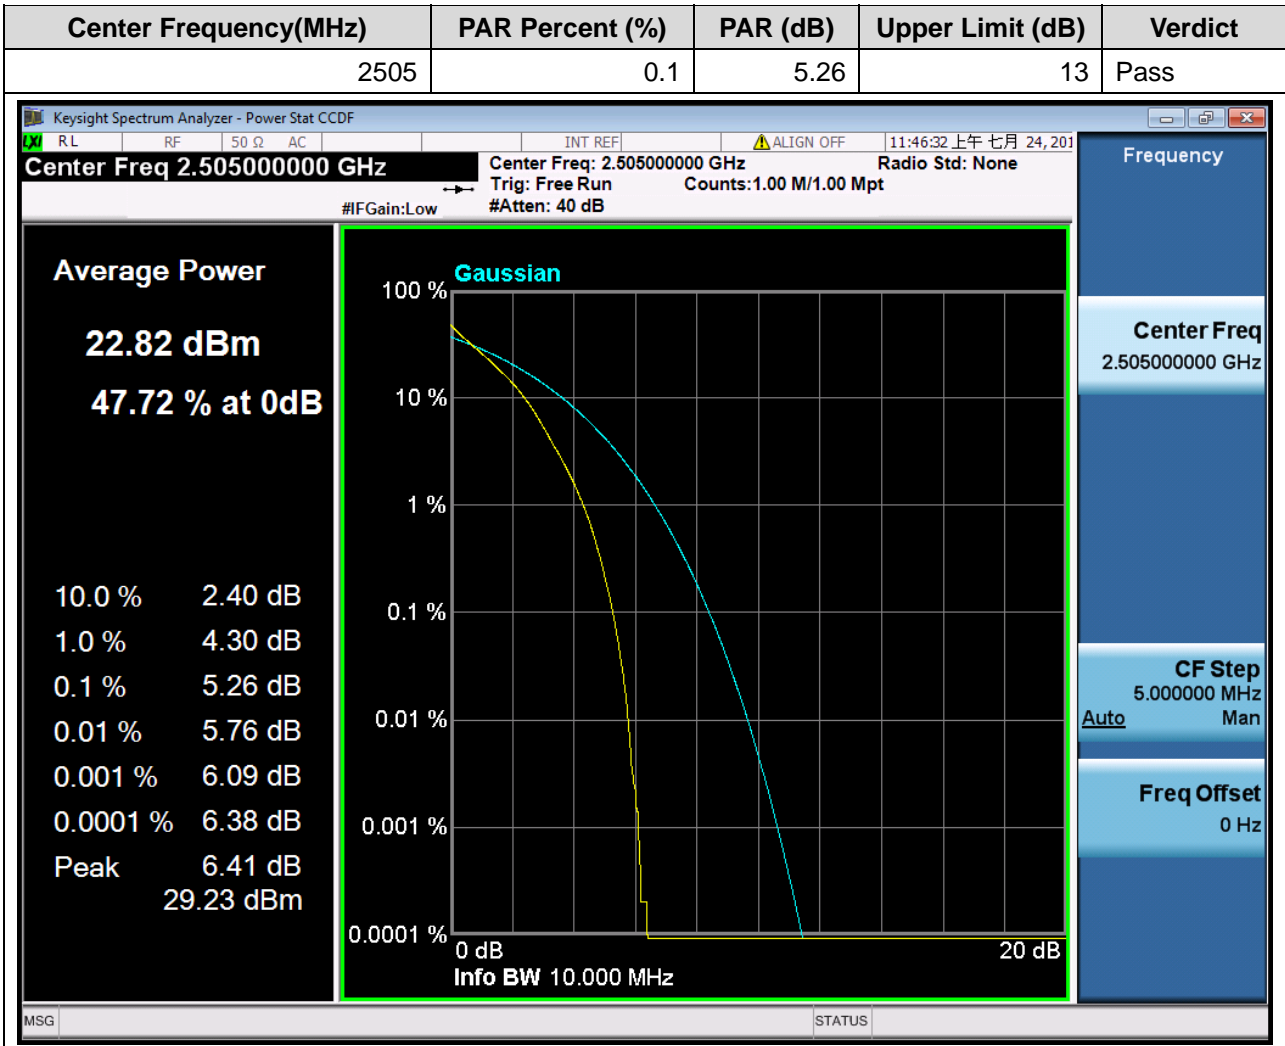 Center Frequency(MHz) PAR Percent (%) PAR (dB) Upper Limit (dB) Verdict
2505 0.1 5.26 13 Pass
Keysight Spectrum Analyzer - Power Stat CCDF
LXI RL RF 50 Ω AC INT REF ALIGN OFF 11:46:32 上午 七月 24, 201
Center Freq 2.505000000 GHz
Center Freq: 2.505000000 GHz Radio Std: None
Trig: Free Run Counts:1.00 M/1.00 Mpt
#IFGain:Low #Atten: 40 dB
Frequency
Average Power
22.82 dBm
47.72 % at 0dB
10.0 % 2.40 dB
1.0 % 4.30 dB
0.1 % 5.26 dB
0.01 % 5.76 dB
0.001 % 6.09 dB
0.0001 % 6.38 dB
Peak 6.41 dB
29.23 dBm
Gaussian
100 %
10 %
1 %
0.1 %
0.01 %
0.001 %
0.0001 %
0 dB 20 dB
Info BW 10.000 MHz
Center Freq
2.505000000 GHz
CF Step
5.000000 MHz
Auto Man
Freq Offset
0 Hz
MSG STATUS